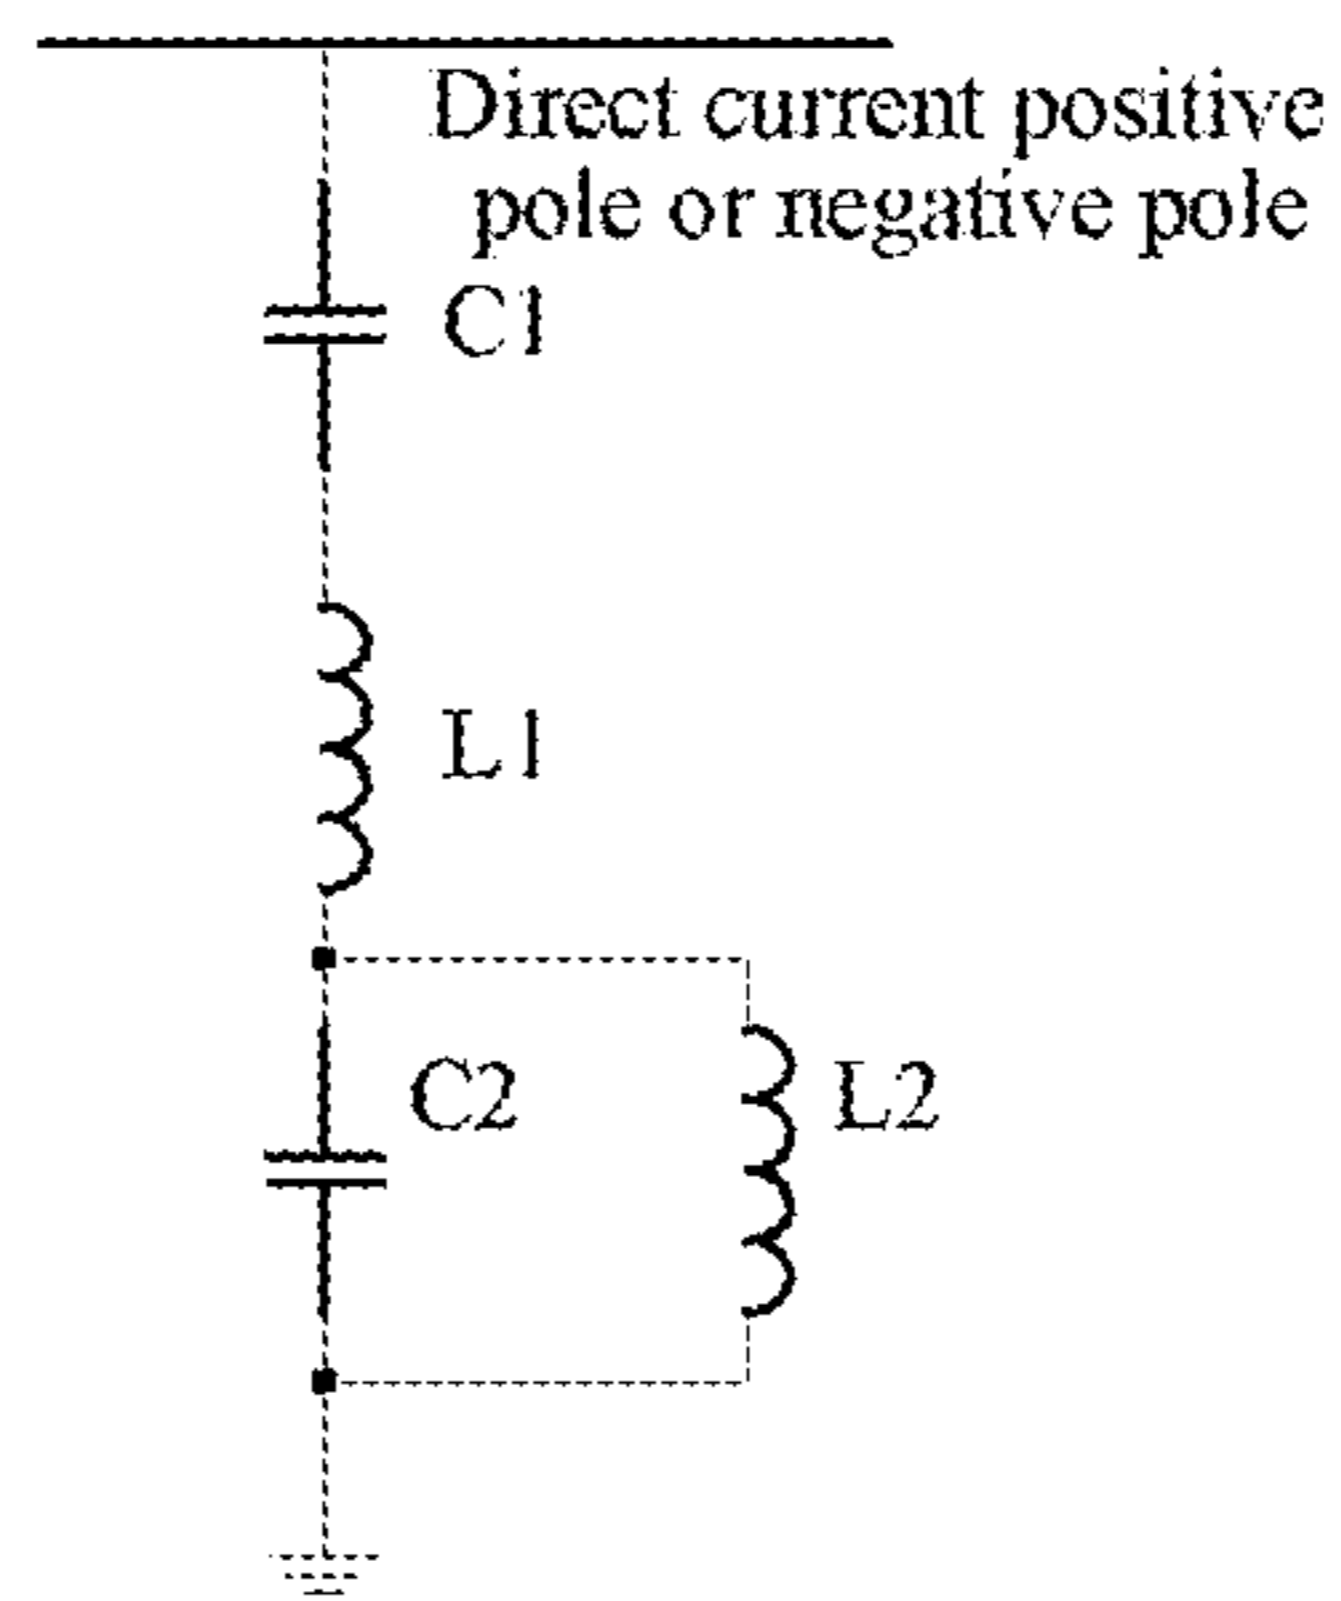 Direct current positive
pole or negative pole
C1
L1
C2
L2